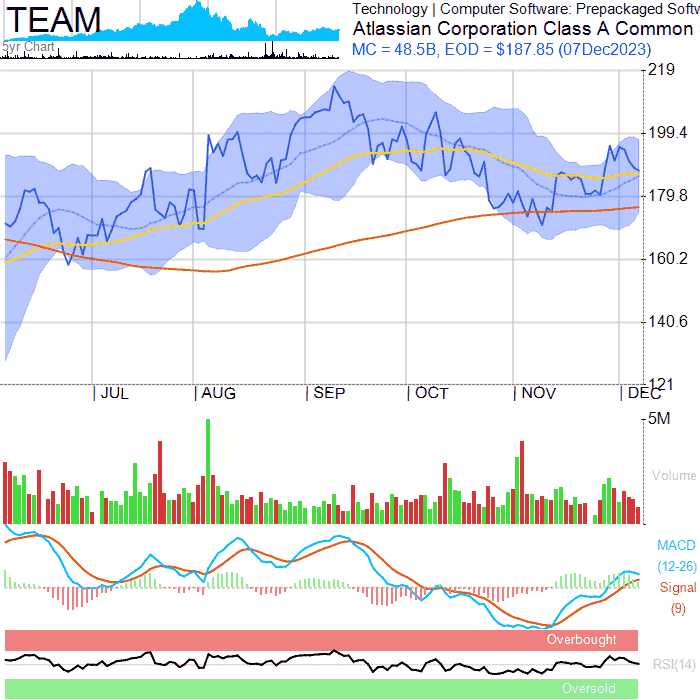 TEAM
5yr Chart
Technology | Computer Software: Prepackaged Softw
Atlassian Corporation Class A Common
MC = 48.5B, EOD = $187.85 (07Dec2023)
219
199.4
179.8
160.2
140.6
121
JUL AUG SEP OCT NOV DEC
5M
Volume
MACD
(12-26)
Signal
(9)
Overbought
RSI(14)
Oversold